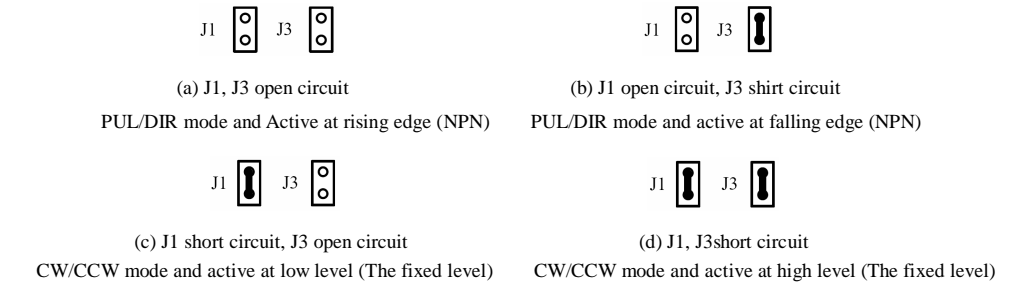 J1 J3 J1 J3
(a) J1, J3 open circuit (b) J1 open circuit, J3 shirt circuit
PUL/DIR mode and Active at rising edge (NPN) PUL/DIR mode and active at falling edge (NPN)
J1 J3 J1 J3
(c) J1 short circuit, J3 open circuit (d) J1, J3short circuit
CW/CCW mode and active at low level (The fixed level) CW/CCW mode and active at high level (The fixed level)